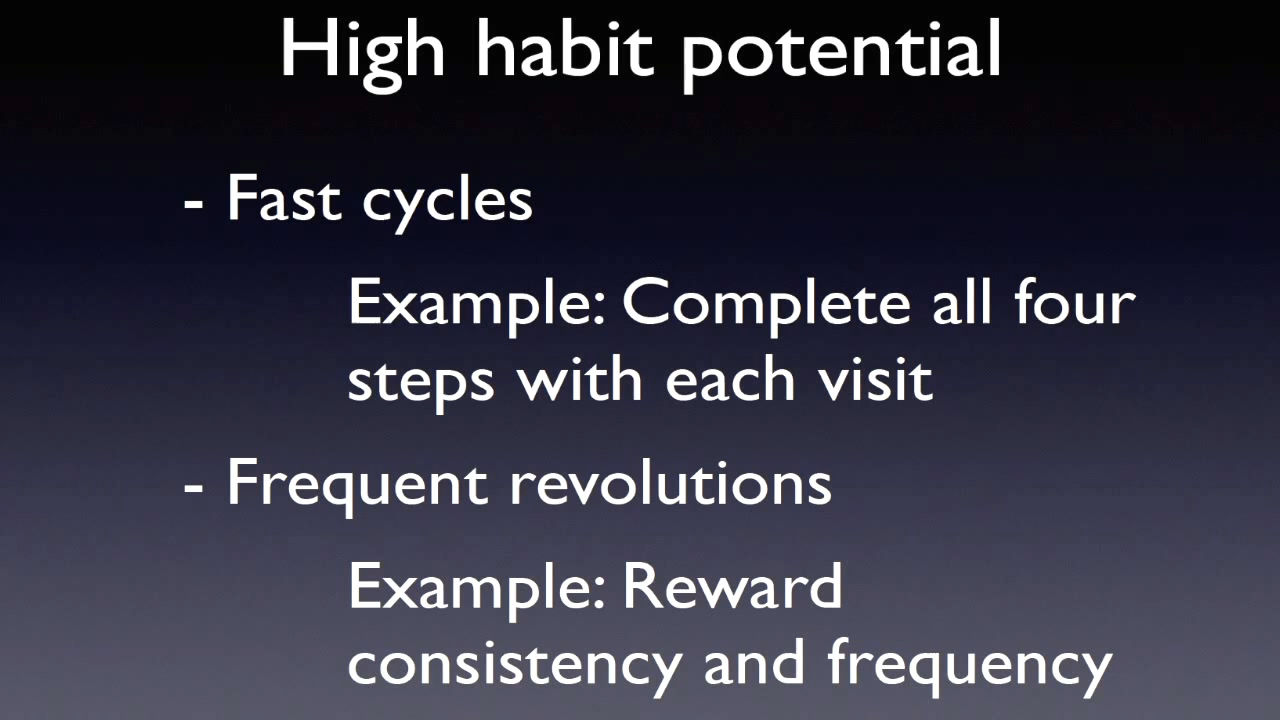 High habit potential
- Fast cycles
Example: Complete all four
steps with each visit
- Frequent revolutions
Example: Reward
consistency and frequency